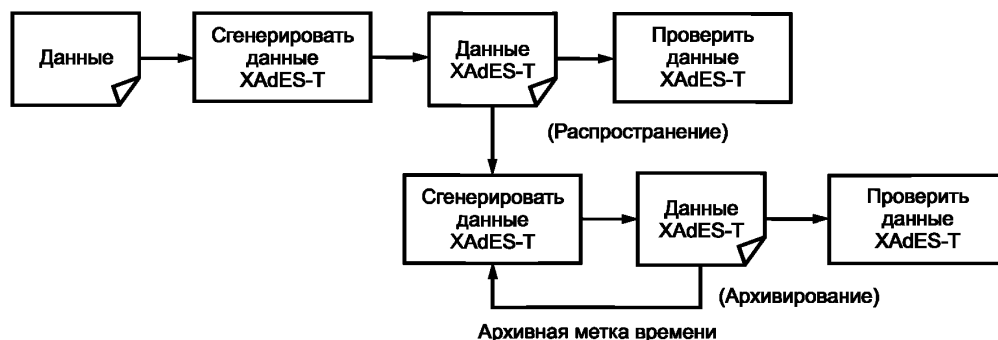 Данные
Сгенерировать
данные
XAdES-T
Данные
XAdES-T
Проверить
данные
XAdES-T
(Распространение)
Сгенерировать
данные
XAdES-T
Данные
XAdES-T
Проверить
данные
XAdES-T
(Архивирование)
Архивная метка времени